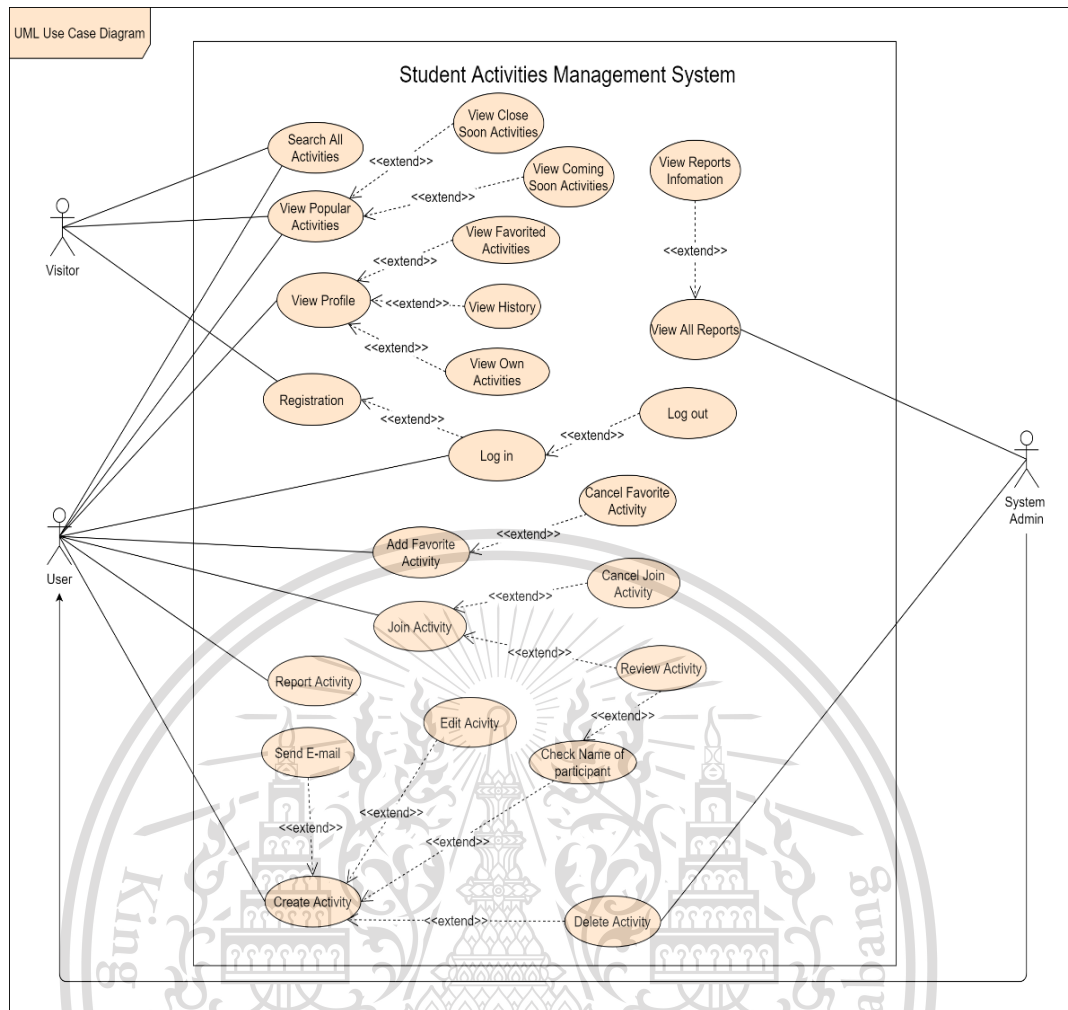 UML Use Case Diagram
Student Activities Management System
View Close
Soon Activities
Search All
Activities
<<extend>>
View Coming
Soon Activities
View Reports
Infomation
View Popular
Activities
<<extend>>
Visitor
View Favorited
Activities
<<extend>>
<<extend>>
View Profile
<<extend>>
View History
View All Reports
<<extend>>
View Own
Activities
Registration
<<extend>>
Log out
<<extend>>
Log in
System
Admin
Cancel Favorite
Activity
<<extend>>
Add Favorite
Activity
User
Cancel Join
Activity
<<extend>>
Join Activity
<<extend>>
Review Activity
Report Activity
Edit Acivity
<<extend>>
Send E-mail
Check Name of
participant
<<extend>>
<<extend>>
<<extend>>
Create Activity
<<extend>>
Delete Activity
King
abang